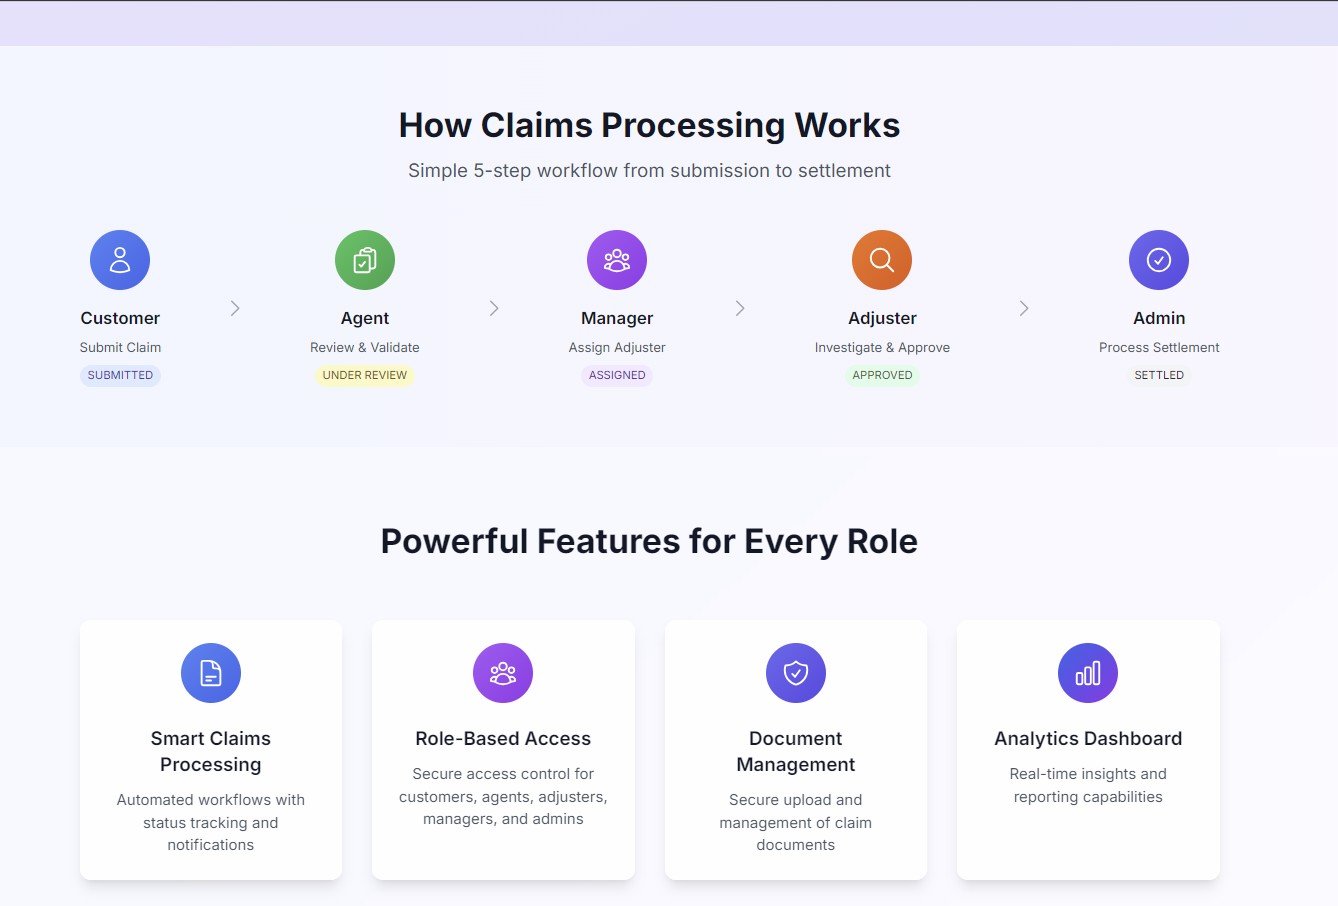 How Claims Processing Works
Simple 5-step workflow from submission to settlement
Customer
Submit Claim
SUBMITTED
Agent
Review & Validate
UNDER REVIEW
Manager
Assign Adjuster
ASSIGNED
Adjuster
Investigate & Approve
APPROVED
Admin
Process Settlement
SETTLED
Powerful Features for Every Role
Smart Claims
Processing
Automated workflows with
status tracking and
notifications
Role-Based Access
Secure access control for
customers, agents, adjusters,
managers, and admins
Document
Management
Secure upload and
management of claim
documents
Analytics Dashboard
Real-time insights and
reporting capabilities